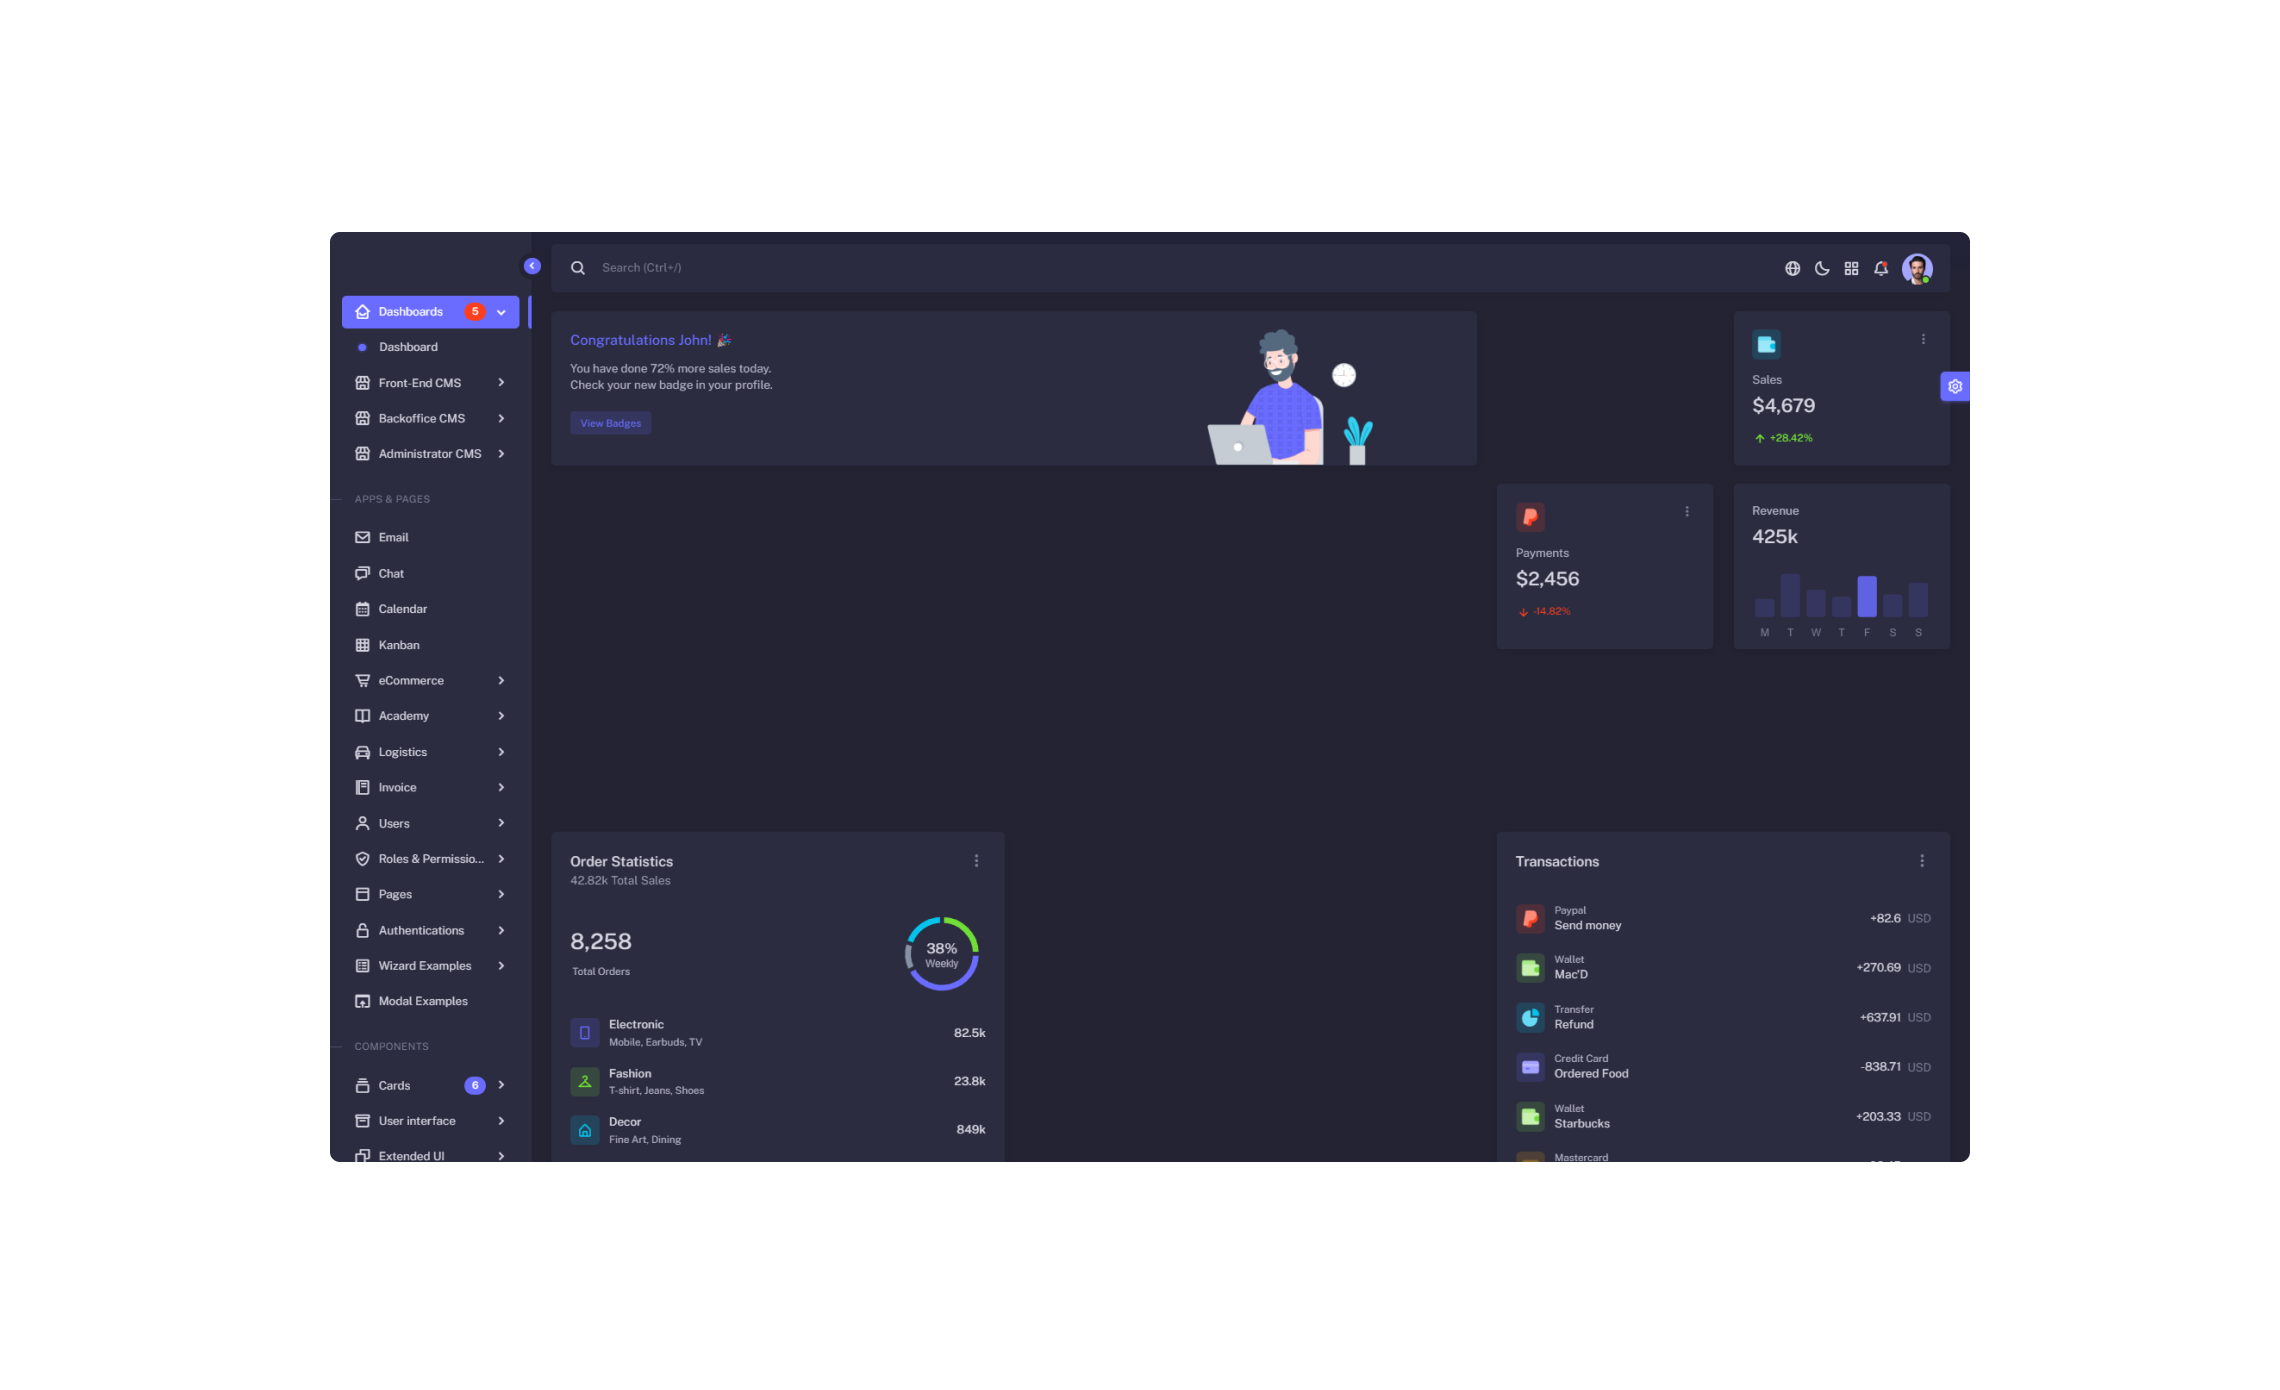 Search (Ctrl+/)
Dashboards 5
Dashboard
Front-End CMS
Backoffice CMS
Administrator CMS
APPS & PAGES
Email
Chat
Calendar
Kanban
eCommerce
Academy
Logistics
Invoice
Users
Roles & Permissio...
Pages
Authentications
Wizard Examples
Modal Examples
COMPONENTS
Cards 6
User interface
Extended UI
Congratulations John! 🎉
You have done 72% more sales today.
Check your new badge in your profile.
View Badges
Sales
$4,679
+28.42%
Payments
$2,456
-14.82%
Revenue
425k
M T W T F S S
Order Statistics
42.82k Total Sales
8,258
Total Orders
38%
Weekly
Electronic
Mobile, Earbuds, TV
82.5k
Fashion
T-shirt, Jeans, Shoes
23.8k
Decor
Fine Art, Dining
849k
Transactions
Paypal
Send money
+82.6 USD
Wallet
Mac'D
+270.69 USD
Transfer
Refund
+637.91 USD
Credit Card
Ordered Food
-838.71 USD
Wallet
Starbucks
+203.33 USD
Mastercard